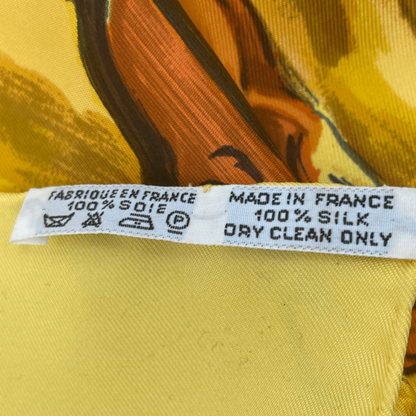 FABRIQUE EN FRANCE
100% SOIE
P
MADE IN FRANCE
100% SILK
DRY CLEAN ONLY